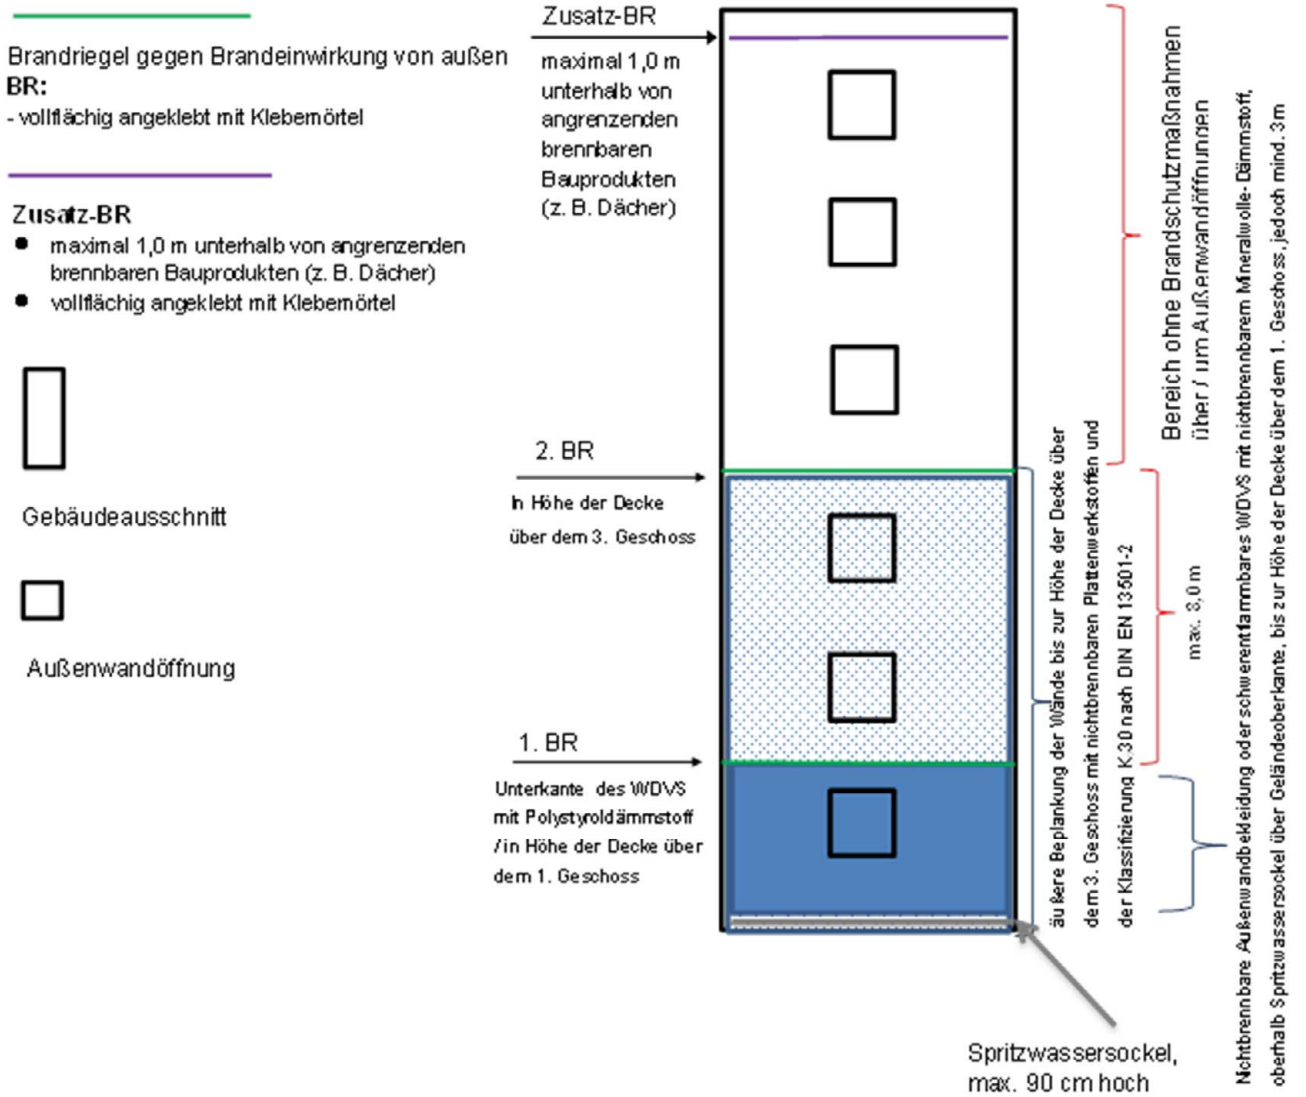 Brandriegel gegen Brandeinwirkung von außen
BR:
- vollflächig angeklebt mit Klebemörtel
Zusatz-BR
● maximal 1,0 m unterhalb von angrenzenden
brennbaren Bauprodukten (z. B. Dächer)
● vollflächig angeklebt mit Klebemörtel
Gebäudeausschnitt
Außenwandöffnung
Zusatz-BR
maximal 1,0 m
unterhalb von
angrenzenden
brennbaren
Bauprodukten
(z. B. Dächer)
2. BR
In Höhe der Decke
über dem 3. Geschoss
1. BR
Unterkante des WDVS
mit Polystyroldämmstoff
/ in Höhe der Decke über
dem 1. Geschoss
äußere Beplankung der Wände bis zur Höhe der Decke über
dem 3. Geschoss mit nichtbrennbaren Plattenwerkstoffen und
der Klassifizierung K₂30 nach DIN EN 13501-2
Bereich ohne Brandschutzmaßnahmen
über / um Außenwandöffnungen
max. 8,0 m
Nichtbrennbare Außenwandbekleidung oder schwerentflammbares WDVS mit nichtbrennbarem Mineralwolle-Dämmstoff,
oberhalb Spritzwassersockel über Geländeoberkante, bis zur Höhe der Decke über dem 1. Geschoss, jedoch mind. 3m
Spritzwassersockel,
max. 90 cm hoch